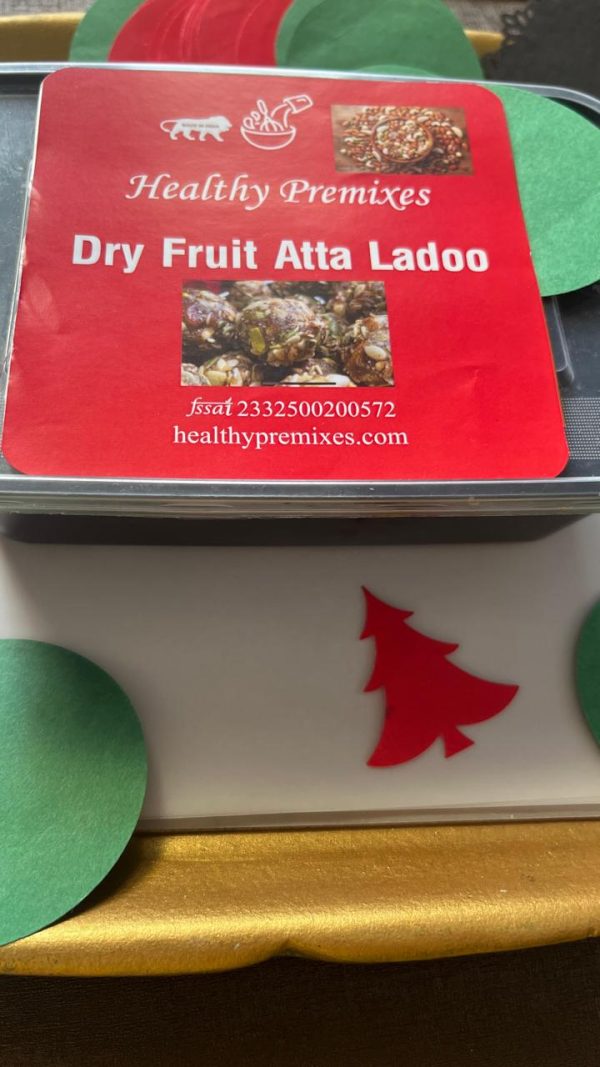 Healthy Premixes
Dry Fruit Atta Ladoo
fssai 2332500200572
healthypremixes.com